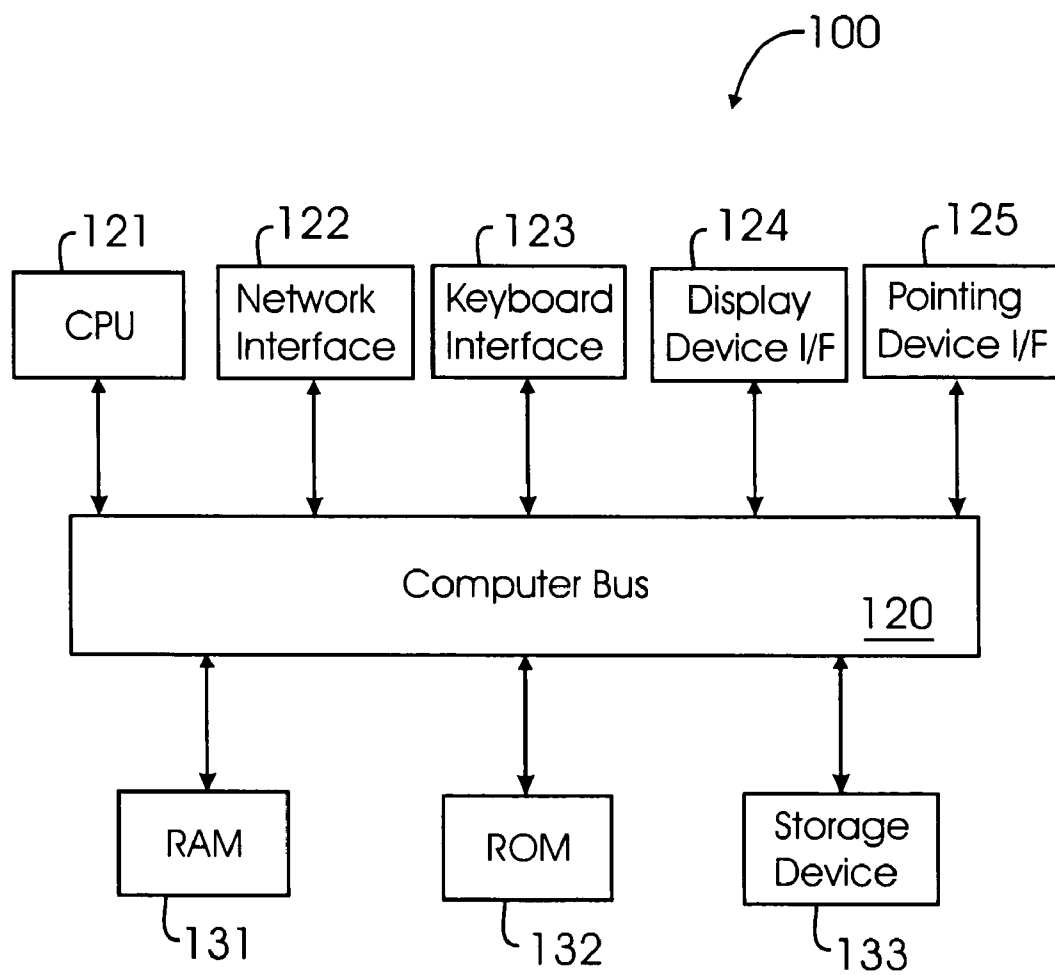 100
121
122
123
124
125
CPU
Network
Interface
Keyboard
Interface
Display
Device I/F
Pointing
Device I/F
Computer Bus
120
RAM
ROM
Storage
Device
131
132
133